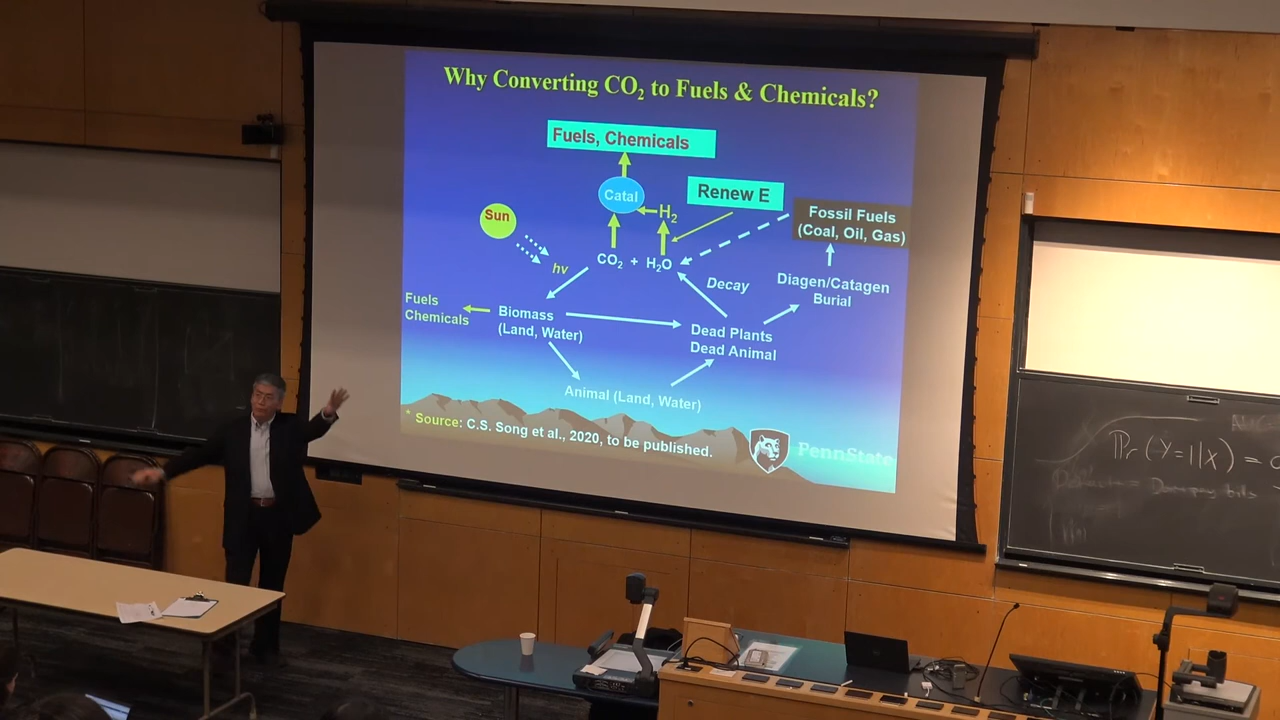 Why Converting CO₂ to Fuels & Chemicals?
Fuels, Chemicals
Catal
Renew E
H₂
Sun
Fossil Fuels
(Coal, Oil, Gas)
CO₂ + H₂O
hv
Decay
Diagen/Catagen
Burial
Fuels
Chemicals
Biomass
(Land, Water)
Dead Plants
Dead Animal
Animal (Land, Water)
* Source: C.S. Song et al., 2020, to be published.
PennState
Pr(Y=1|X) =